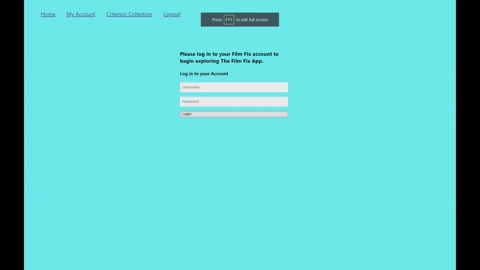 Home My Account Criterion Collection Logout
Press F11 to exit full screen
Please log in to your Film Fix account to
begin exploring The Film Fix App.
Log in to your Account
Username
Password
Login